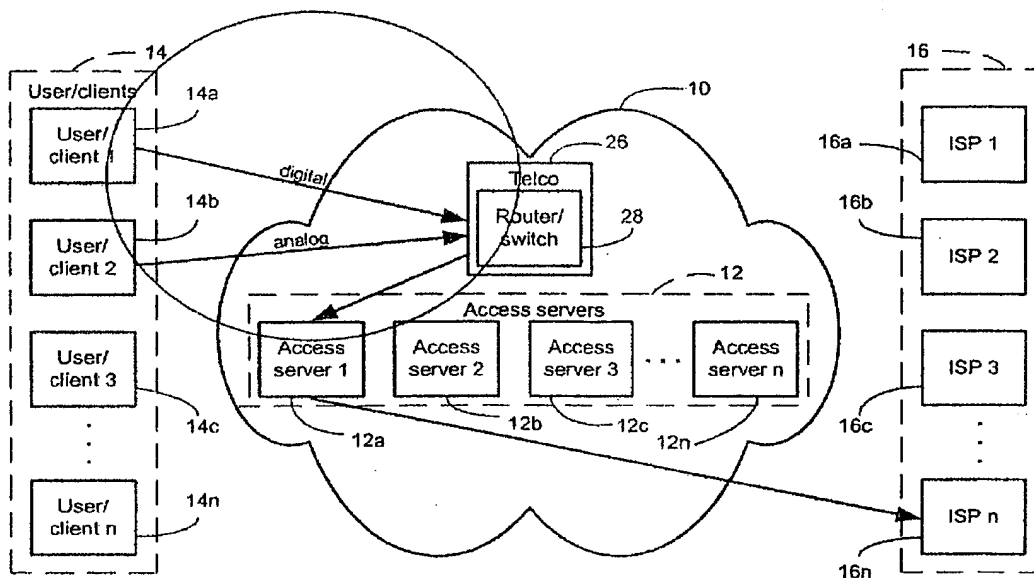 14
User/clients
14a
User/
client 1
digital
14b
User/
client 2
analog
User/
client 3
14c
User/
client n
14n
10
26
Telco
Router/
switch
28
12
Access servers
Access
server 1
Access
server 2
Access
server 3
Access
server n
12a
12b
12c
12n
16
16a
ISP 1
16b
ISP 2
ISP 3
16c
ISP n
16n